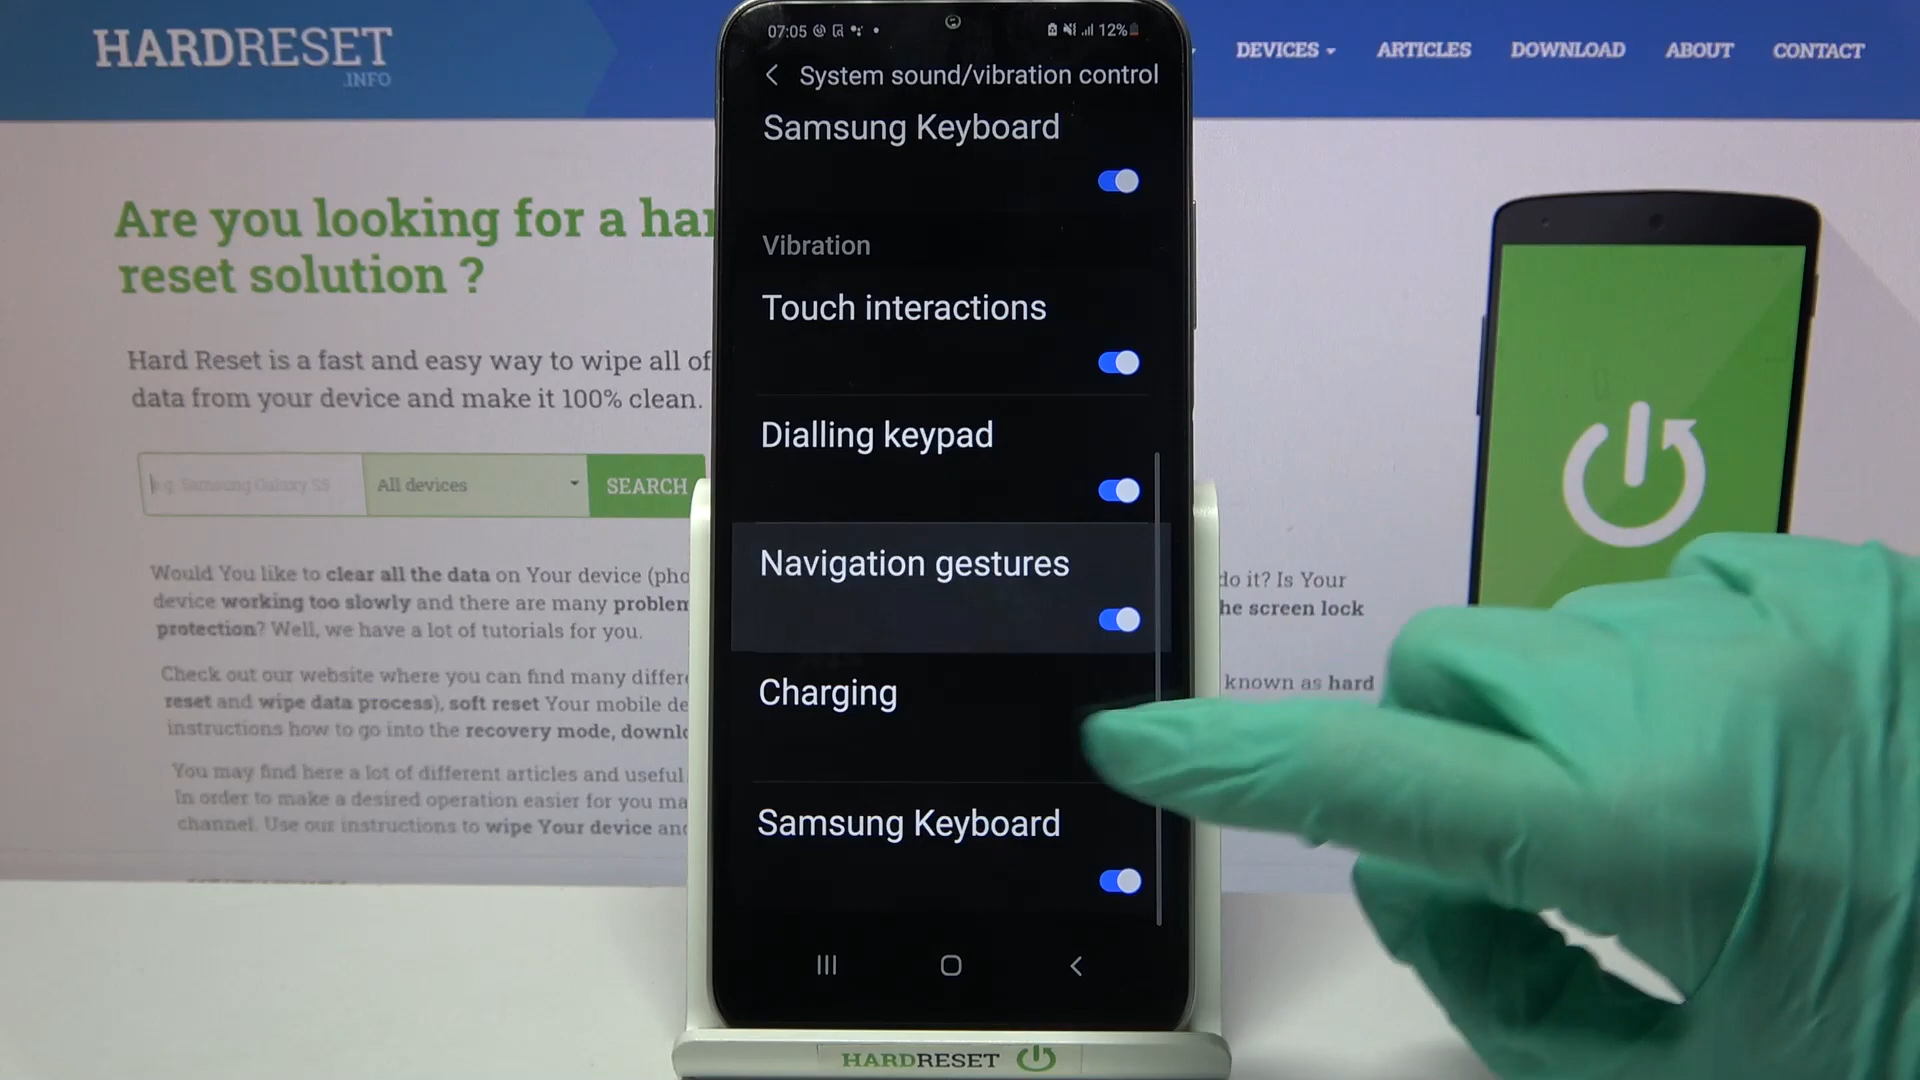 HARDRESET
.INFO
DEVICES
ARTICLES
DOWNLOAD
ABOUT
CONTACT
Are you looking for a har
reset solution ?
Hard Reset is a fast and easy way to wipe all of
data from your device and make it 100% clean.
e.g. Samsung Galaxy S5
All devices
SEARCH
Would You like to clear all the data on Your device (pho
device working too slowly and there are many problem
protection? Well, we have a lot of tutorials for you.
Check out our website where you can find many differe
reset and wipe data process), soft reset Your mobile de
instructions how to go into the recovery mode, downlo
You may find here a lot of different articles and useful
In order to make a desired operation easier for you ma
channel. Use our instructions to wipe Your device and
do it? Is Your
he screen lock
known as hard
07:05
12%
System sound/vibration control
Samsung Keyboard
Vibration
Touch interactions
Dialling keypad
Navigation gestures
Charging
Samsung Keyboard
HARDRESET